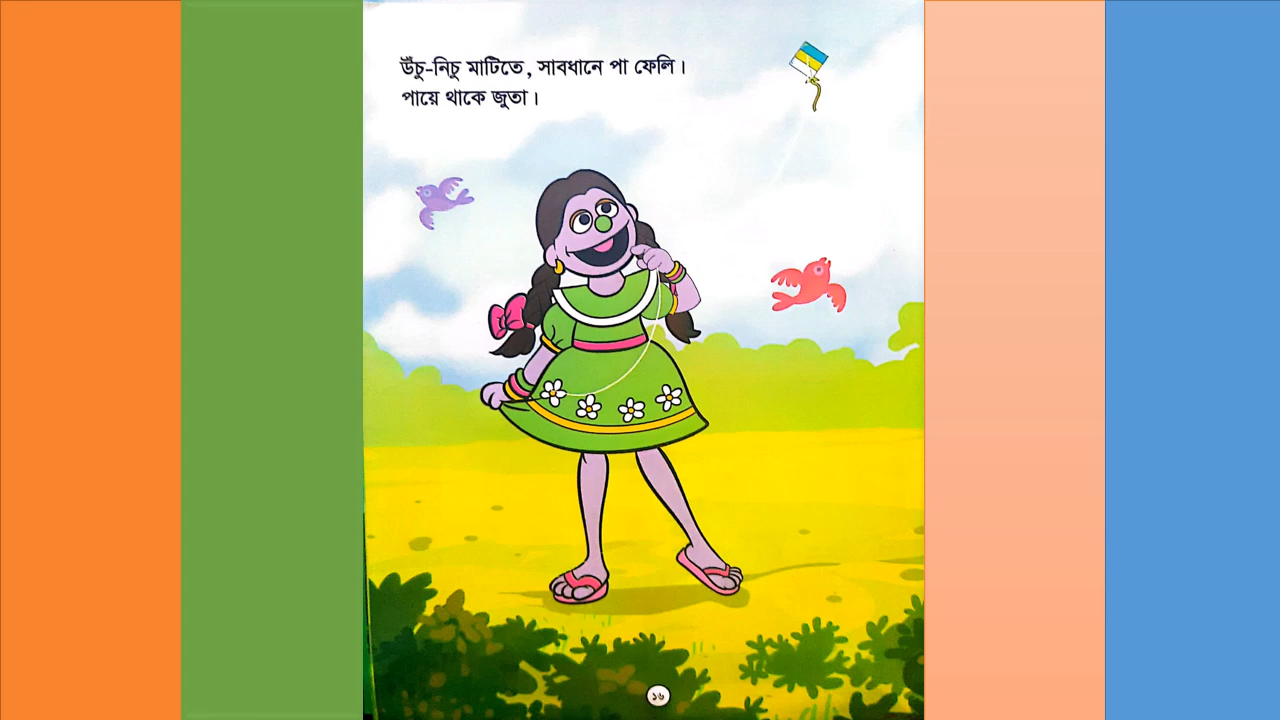 উঁচু-নিচু মাটিতে, সাবধানে পা ফেলি।
পায়ে থাকে জুতা।
১৬